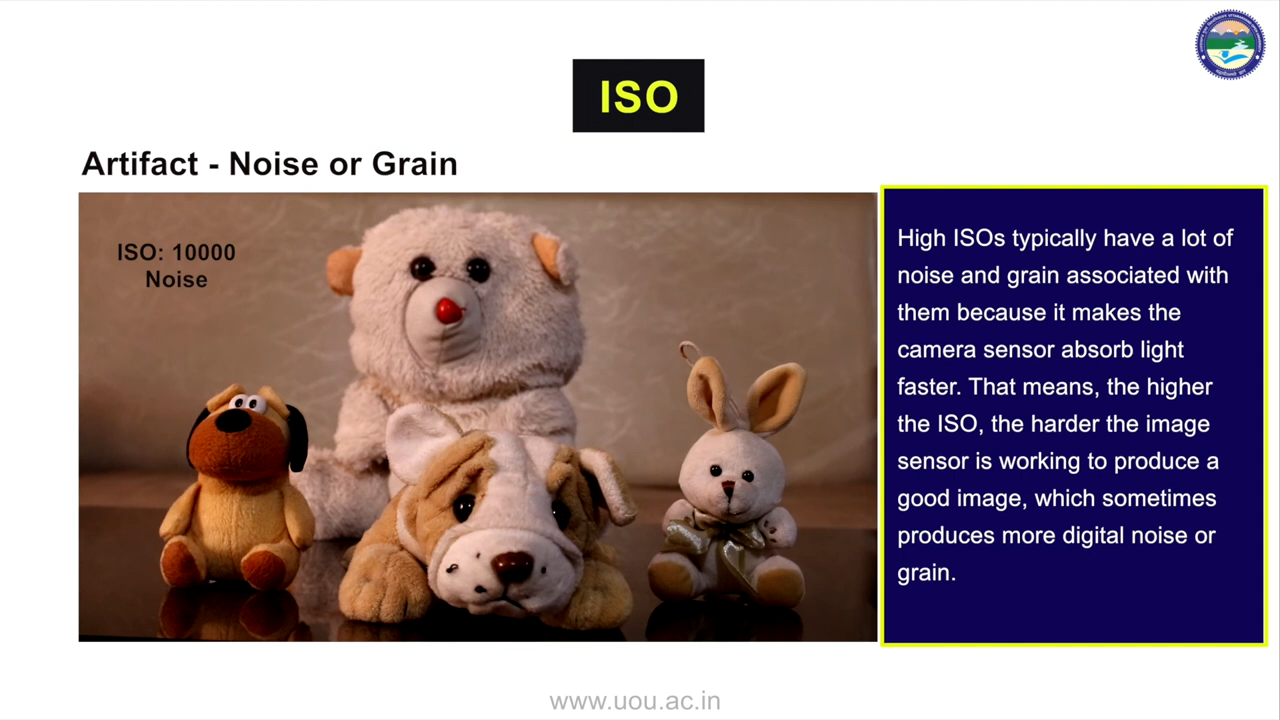 ISO
Artifact - Noise or Grain
ISO: 10000
Noise
High ISOs typically have a lot of
noise and grain associated with
them because it makes the
camera sensor absorb light
faster. That means, the higher
the ISO, the harder the image
sensor is working to produce a
good image, which sometimes
produces more digital noise or
grain.
www.uou.ac.in